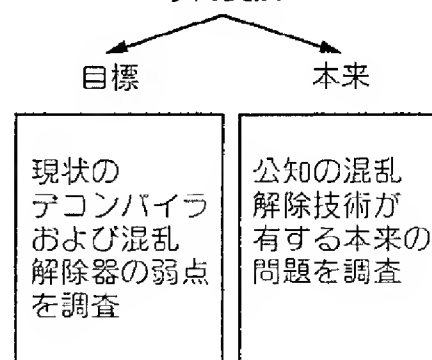 目標
本来
現状の
デコンパイラ
および混乱
解除器の弱点
を調査
公知の混乱
解除技術が
有する本来の
問題を調査